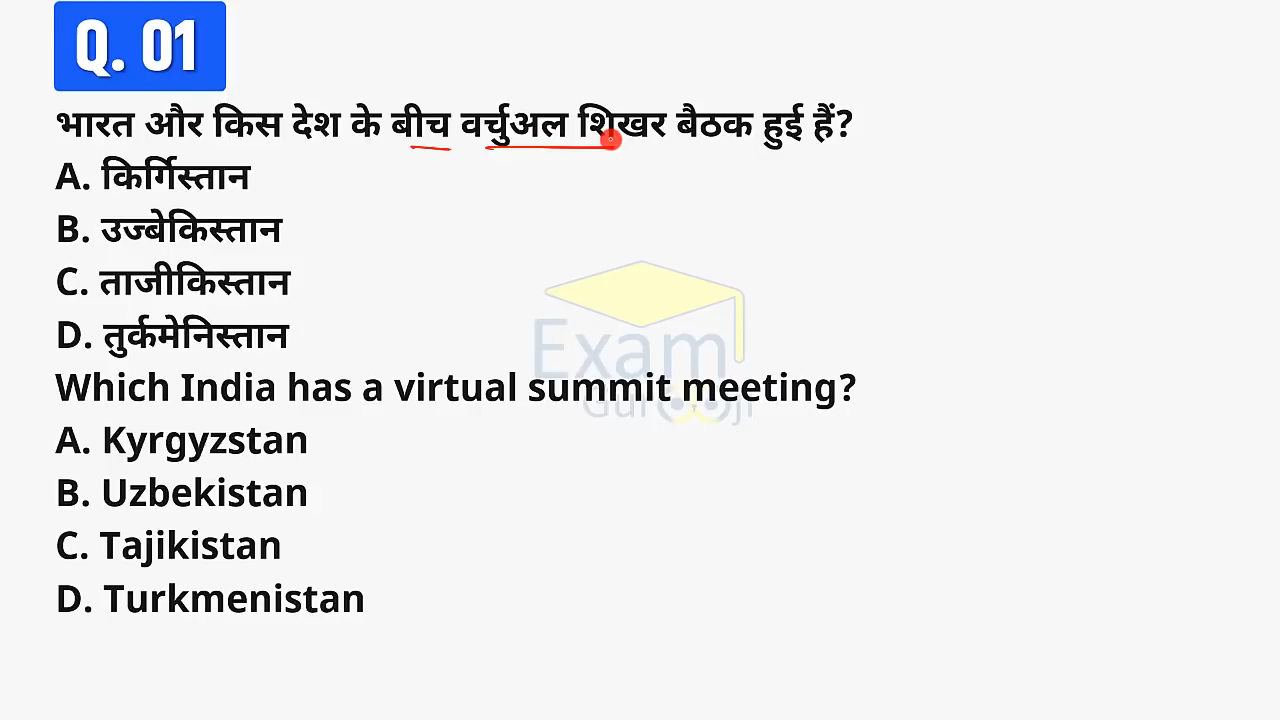 Q. 01
भारत और किस देश के बीच वर्चुअल शिखर बैठक हुई हैं?
A. किर्गिस्तान
B. उज्बेकिस्तान
C. ताजीकिस्तान
D. तुर्कमेनिस्तान
Which India has a virtual summit meeting?
A. Kyrgyzstan
B. Uzbekistan
C. Tajikistan
D. Turkmenistan
Exam
Gurooji